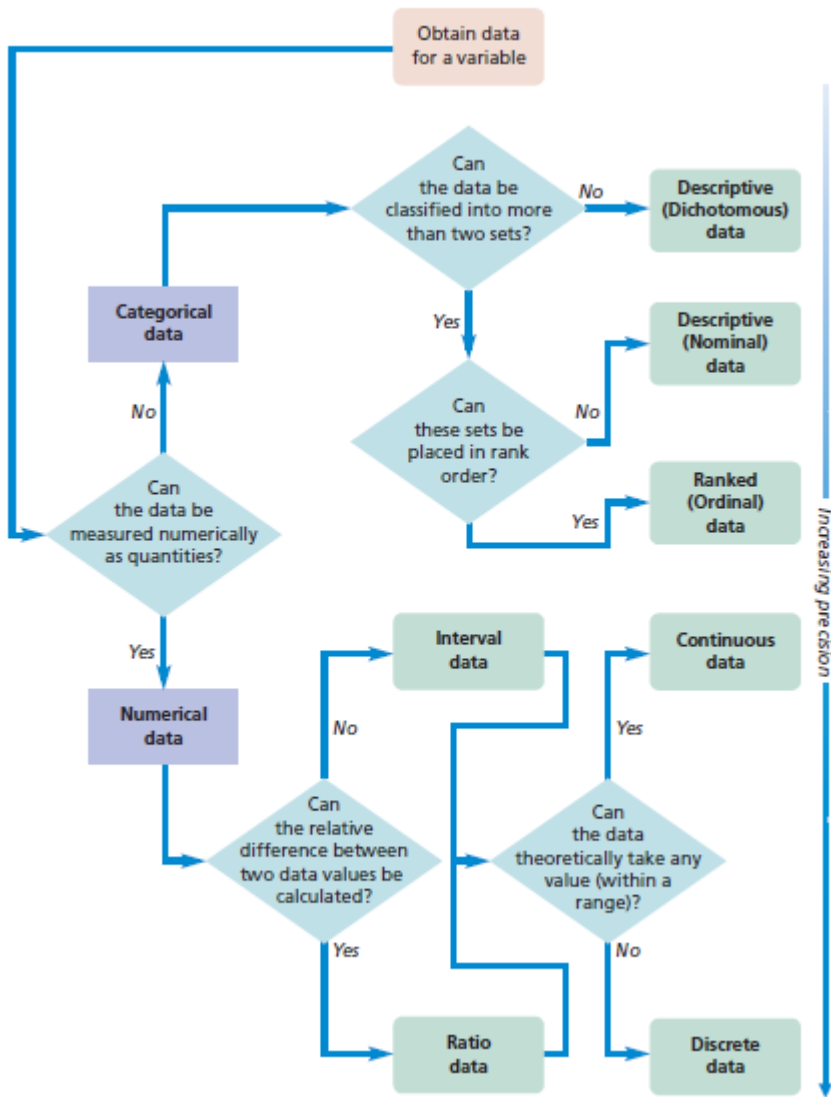 Obtain data
for a variable
Can
the data be
classified into more
than two sets?
No
Descriptive
(Dichotomous)
data
Categorical
data
Yes
Descriptive
(Nominal)
data
No
Can
these sets be
placed in rank
order?
No
Ranked
(Ordinal)
data
Yes
Can
the data be
measured numerically
as quantities?
Increasing precision
Yes
Interval
data
Continuous
data
Numerical
data
No
Yes
Can
the relative
difference between
two data values be
calculated?
Can
the data
theoretically take any
value (within a
range)?
Yes
No
Ratio
data
Discrete
data